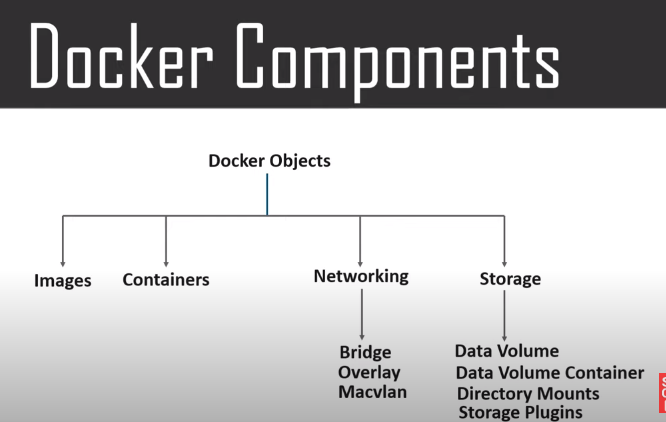 Docker Components
Docker Objects
Images
Containers
Networking
Storage
Bridge
Overlay
Macvlan
Data Volume
Data Volume Container
Directory Mounts
Storage Plugins